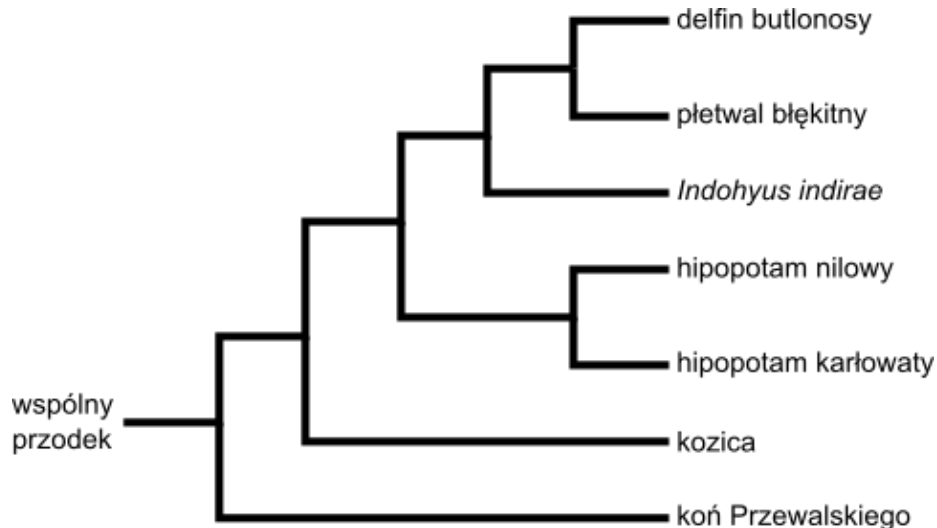 delfin butlonosy
płetwal błękitny
Indohyus indirae
hipopotam nilowy
hipopotam karłowaty
wspólny
przodek
kozica
koń Przewalskiego